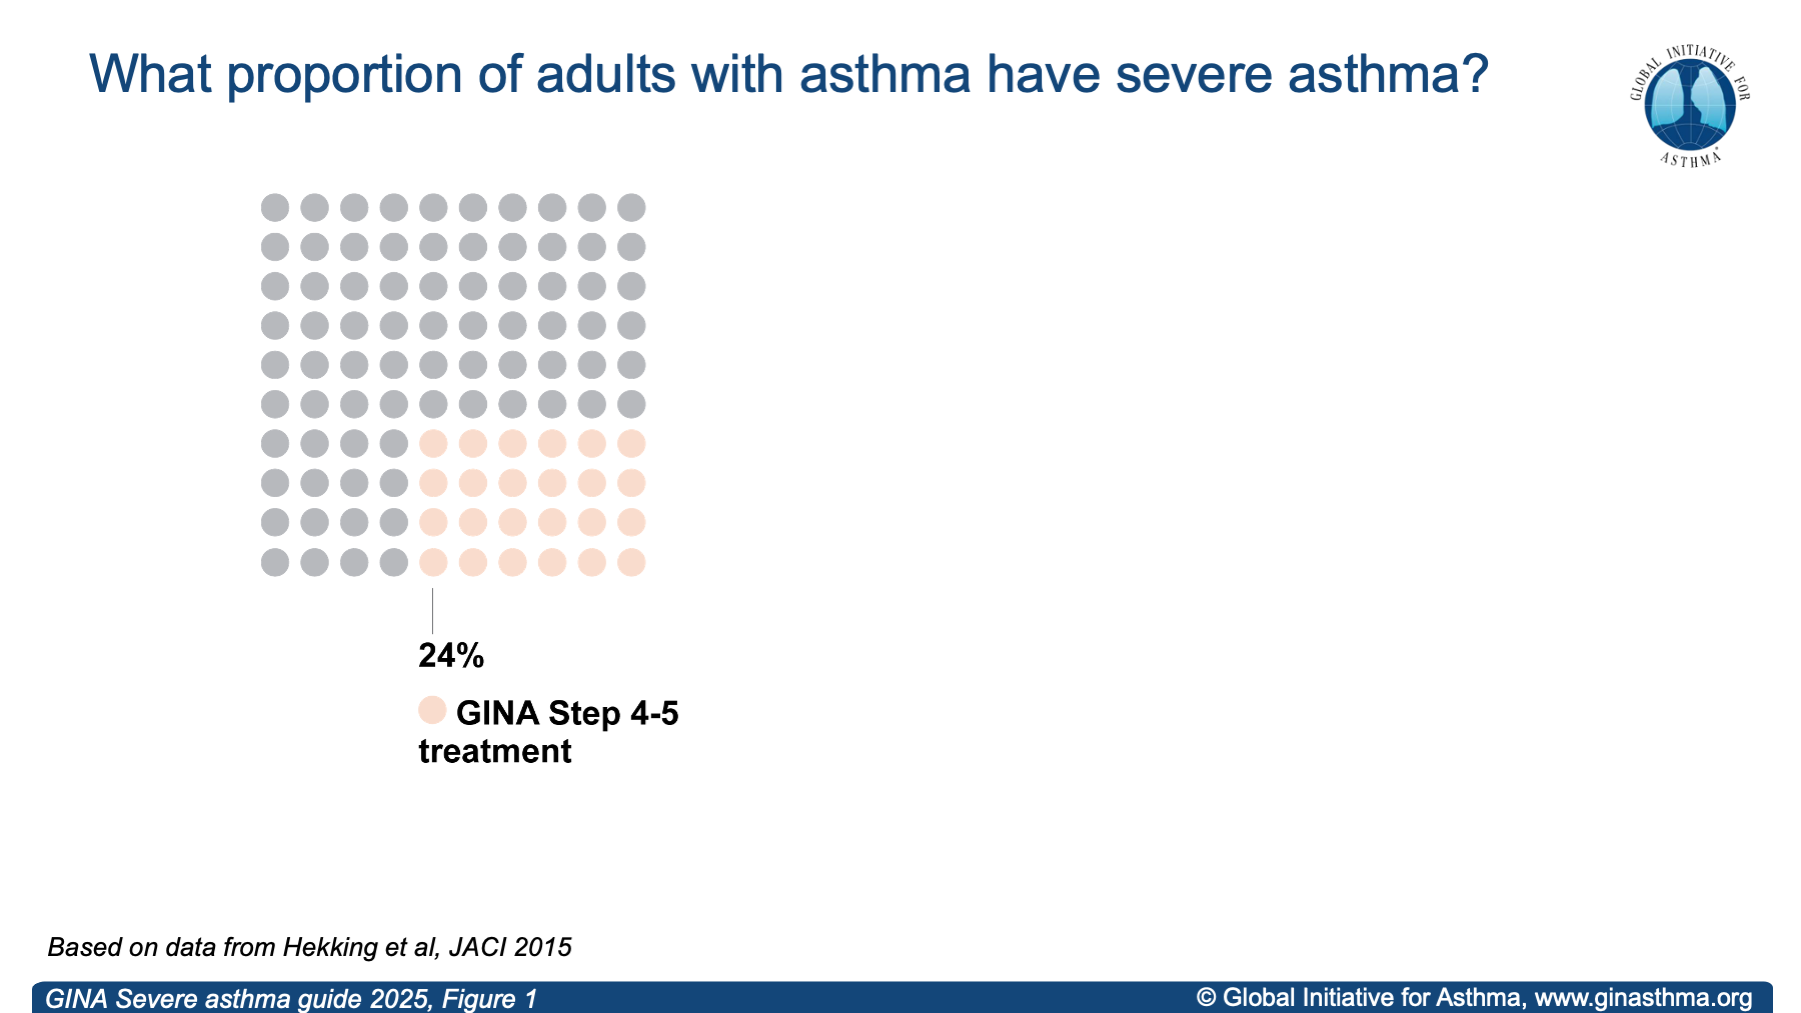 What proportion of adults with asthma have severe asthma?
GLOBAL INITIATIVE FOR
ASTHMA
24%
GINA Step 4-5
treatment
Based on data from Hekking et al, JACI 2015
GINA Severe asthma guide 2025, Figure 1
© Global Initiative for Asthma, www.ginasthma.org